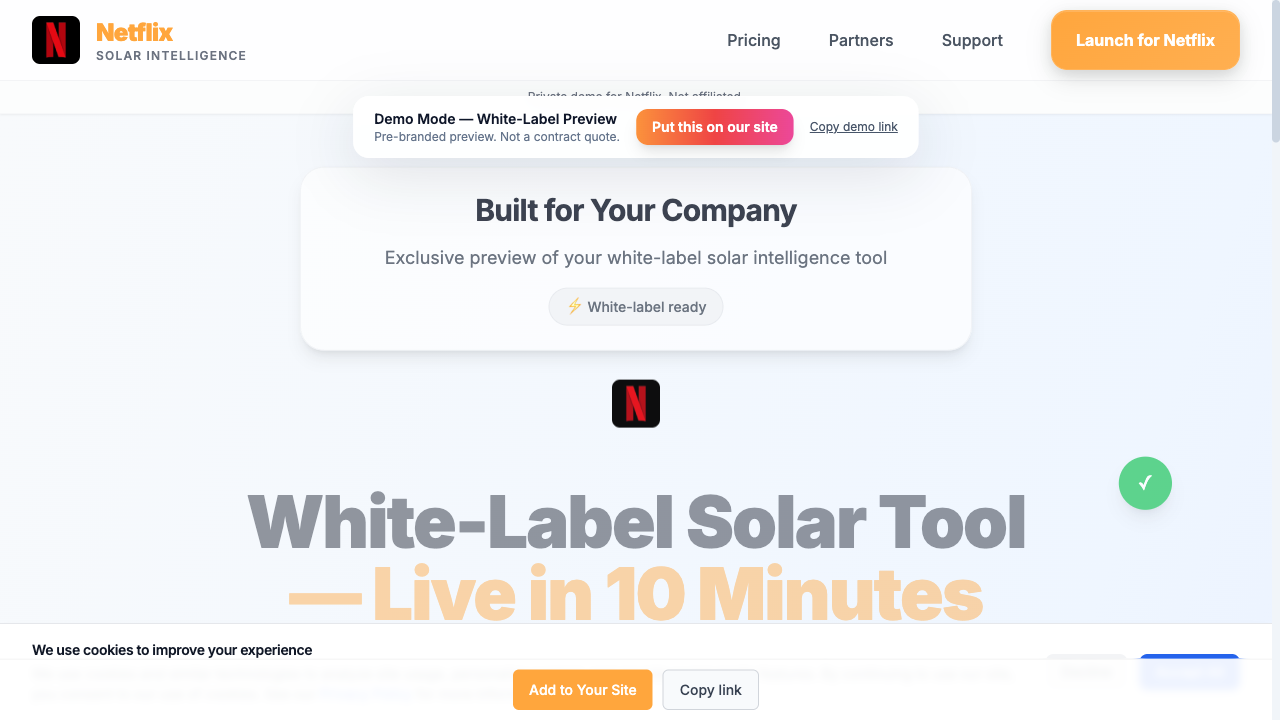 N
Netflix
SOLAR INTELLIGENCE
Pricing
Partners
Support
Launch for Netflix
Private demo for Netflix. Not affiliated
Demo Mode — White-Label Preview
Pre-branded preview. Not a contract quote.
Put this on our site
Copy demo link
Built for Your Company
Exclusive preview of your white-label solar intelligence tool
⚡ White-label ready
N
✓
White-Label Solar Tool
— Live in 10 Minutes
We use cookies to improve your experience
Add to Your Site
Copy link